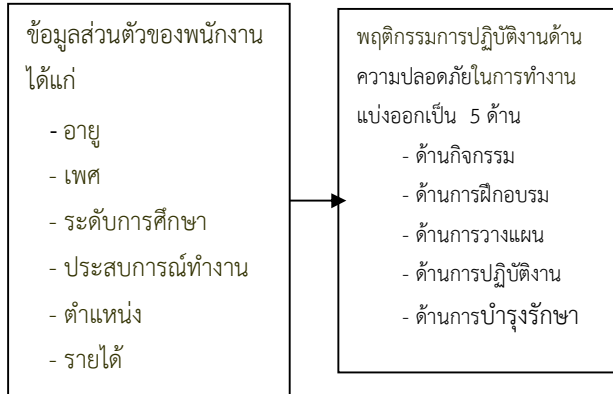 ข้อมูลส่วนตัวของพนักงาน
ได้แก่
- อายุ
- เพศ
- ระดับการศึกษา
- ประสบการณ์ทำงาน
- ตำแหน่ง
- รายได้
พฤติกรรมการปฏิบัติงานด้าน
ความปลอดภัยในการทำงาน
แบ่งออกเป็น 5 ด้าน
- ด้านกิจกรรม
- ด้านการฝึกอบรม
- ด้านการวางแผน
- ด้านการปฏิบัติงาน
- ด้านการบำรุงรักษา